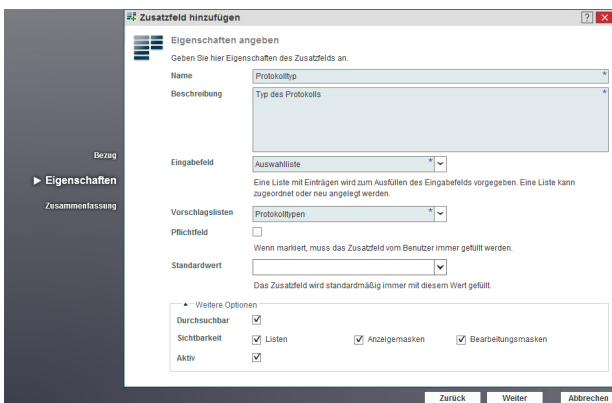 Zusatzfeld hinzufügen
Eigenschaften angeben
Geben Sie hier Eigenschaften des Zusatzfelds an.
Name
Protokolltyp *
Beschreibung
Typ des Protokolls *
Bezug
Eigenschaften
Zusammenfassung
Eingabefeld
Auswahlliste *
Eine Liste mit Einträgen wird zum Ausfüllen des Eingabefelds vorgegeben. Eine Liste kann
zugeordnet oder neu angelegt werden.
Vorschlagslisten
Protokolltypen *
Pflichtfeld
Wenn markiert, muss das Zusatzfeld vom Benutzer immer gefüllt werden.
Standardwert
Das Zusatzfeld wird standardmäßig immer mit diesem Wert gefüllt.
Weitere Optionen
Durchsuchbar
Sichtbarkeit
Listen
Anzeigemasken
Bearbeitungsmasken
Aktiv
Zurück
Weiter
Abbrechen